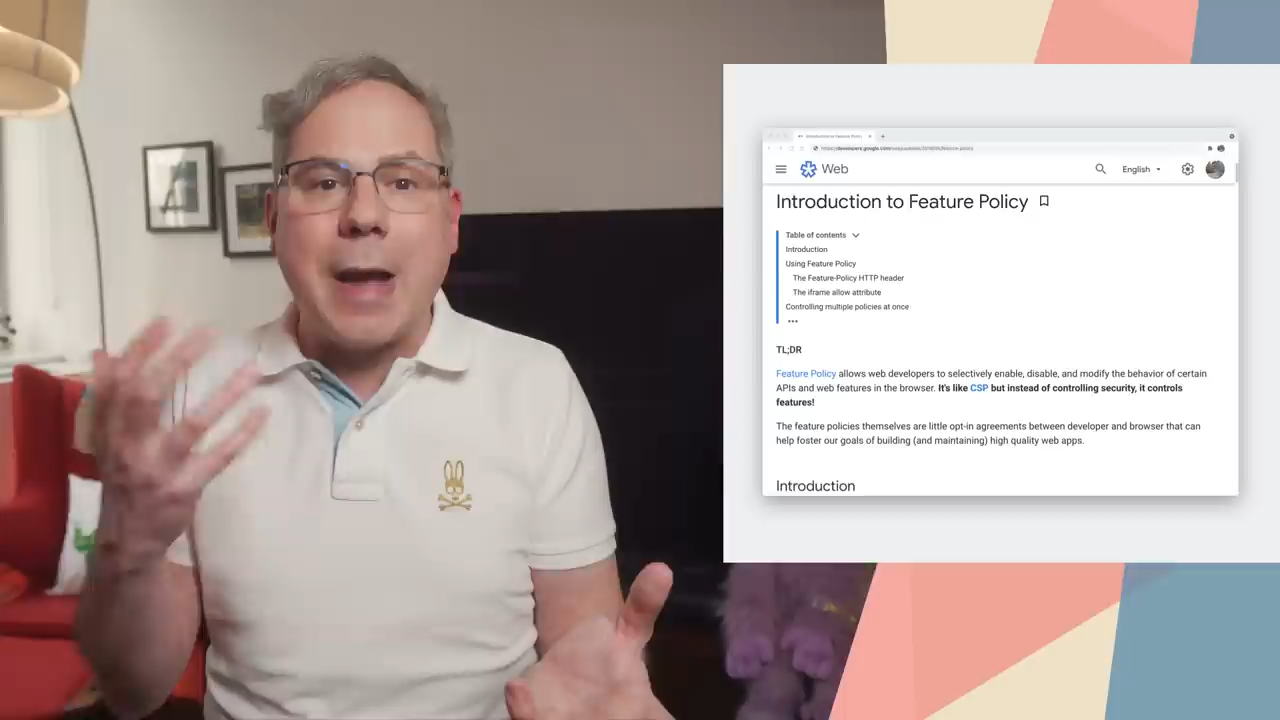 Introduction to Feature Polic
Web
English
Introduction to Feature Policy
Table of contents
Introduction
Using Feature Policy
The Feature-Policy HTTP header
The iframe allow attribute
Controlling multiple policies at once
•••
TL;DR
Feature Policy allows web developers to selectively enable, disable, and modify the behavior of certain
APIs and web features in the browser. It's like CSP but instead of controlling security, it controls
features!
The feature policies themselves are little opt-in agreements between developer and browser that can
help foster our goals of building (and maintaining) high quality web apps.
Introduction